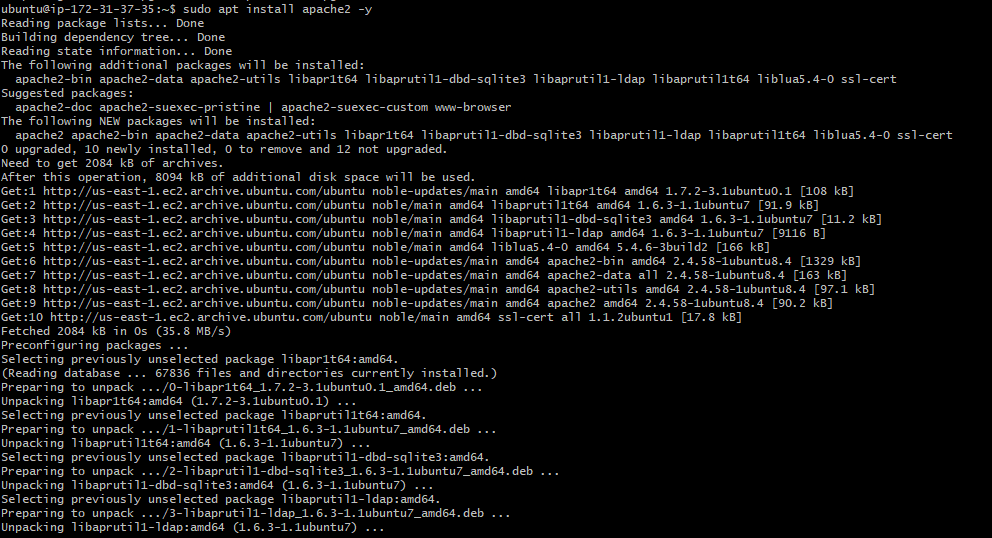 ubuntu@ip-172-31-37-35:~$ sudo apt install apache2 -y
Reading package lists... Done
Building dependency tree... Done
Reading state information... Done
The following additional packages will be installed:
  apache2-bin apache2-data apache2-utils libapr1t64 libaprutil1-dbd-sqlite3 libaprutil1-ldap libaprutil1t64 liblua5.4-0 ssl-cert
Suggested packages:
  apache2-doc apache2-suexec-pristine | apache2-suexec-custom www-browser
The following NEW packages will be installed:
  apache2 apache2-bin apache2-data apache2-utils libapr1t64 libaprutil1-dbd-sqlite3 libaprutil1-ldap libaprutil1t64 liblua5.4-0 ssl-cert
0 upgraded, 10 newly installed, 0 to remove and 12 not upgraded.
Need to get 2084 kB of archives.
After this operation, 8094 kB of additional disk space will be used.
Get:1 http://us-east-1.ec2.archive.ubuntu.com/ubuntu noble-updates/main amd64 libapr1t64 amd64 1.7.2-3.1ubuntu0.1 [108 kB]
Get:2 http://us-east-1.ec2.archive.ubuntu.com/ubuntu noble/main amd64 libaprutil1t64 amd64 1.6.3-1.1ubuntu7 [91.9 kB]
Get:3 http://us-east-1.ec2.archive.ubuntu.com/ubuntu noble/main amd64 libaprutil1-dbd-sqlite3 amd64 1.6.3-1.1ubuntu7 [11.2 kB]
Get:4 http://us-east-1.ec2.archive.ubuntu.com/ubuntu noble/main amd64 libaprutil1-ldap amd64 1.6.3-1.1ubuntu7 [9116 B]
Get:5 http://us-east-1.ec2.archive.ubuntu.com/ubuntu noble/main amd64 liblua5.4-0 amd64 5.4.6-3build2 [166 kB]
Get:6 http://us-east-1.ec2.archive.ubuntu.com/ubuntu noble-updates/main amd64 apache2-bin amd64 2.4.58-1ubuntu8.4 [1329 kB]
Get:7 http://us-east-1.ec2.archive.ubuntu.com/ubuntu noble-updates/main amd64 apache2-data all 2.4.58-1ubuntu8.4 [163 kB]
Get:8 http://us-east-1.ec2.archive.ubuntu.com/ubuntu noble-updates/main amd64 apache2-utils amd64 2.4.58-1ubuntu8.4 [97.1 kB]
Get:9 http://us-east-1.ec2.archive.ubuntu.com/ubuntu noble-updates/main amd64 apache2 amd64 2.4.58-1ubuntu8.4 [90.2 kB]
Get:10 http://us-east-1.ec2.archive.ubuntu.com/ubuntu noble/main amd64 ssl-cert all 1.1.2ubuntu1 [17.8 kB]
Fetched 2084 kB in 0s (35.8 MB/s)
Preconfiguring packages ...
Selecting previously unselected package libapr1t64:amd64.
(Reading database ... 67836 files and directories currently installed.)
Preparing to unpack .../0-libapr1t64_1.7.2-3.1ubuntu0.1_amd64.deb ...
Unpacking libapr1t64:amd64 (1.7.2-3.1ubuntu0.1) ...
Selecting previously unselected package libaprutil1t64:amd64.
Preparing to unpack .../1-libaprutil1t64_1.6.3-1.1ubuntu7_amd64.deb ...
Unpacking libaprutil1t64:amd64 (1.6.3-1.1ubuntu7) ...
Selecting previously unselected package libaprutil1-dbd-sqlite3:amd64.
Preparing to unpack .../2-libaprutil1-dbd-sqlite3_1.6.3-1.1ubuntu7_amd64.deb ...
Unpacking libaprutil1-dbd-sqlite3:amd64 (1.6.3-1.1ubuntu7) ...
Selecting previously unselected package libaprutil1-ldap:amd64.
Preparing to unpack .../3-libaprutil1-ldap_1.6.3-1.1ubuntu7_amd64.deb ...
Unpacking libaprutil1-ldap:amd64 (1.6.3-1.1ubuntu7) ...